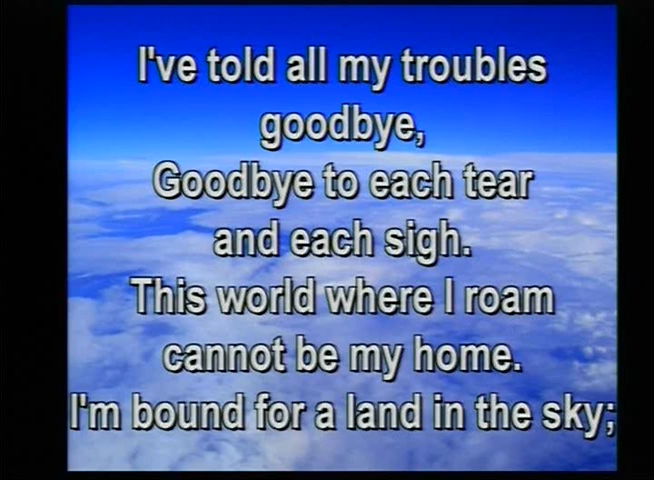 I've told all my troubles
goodbye,
Goodbye to each tear
and each sigh.
This world where I roam
cannot be my home.
I'm bound for a land in the sky;